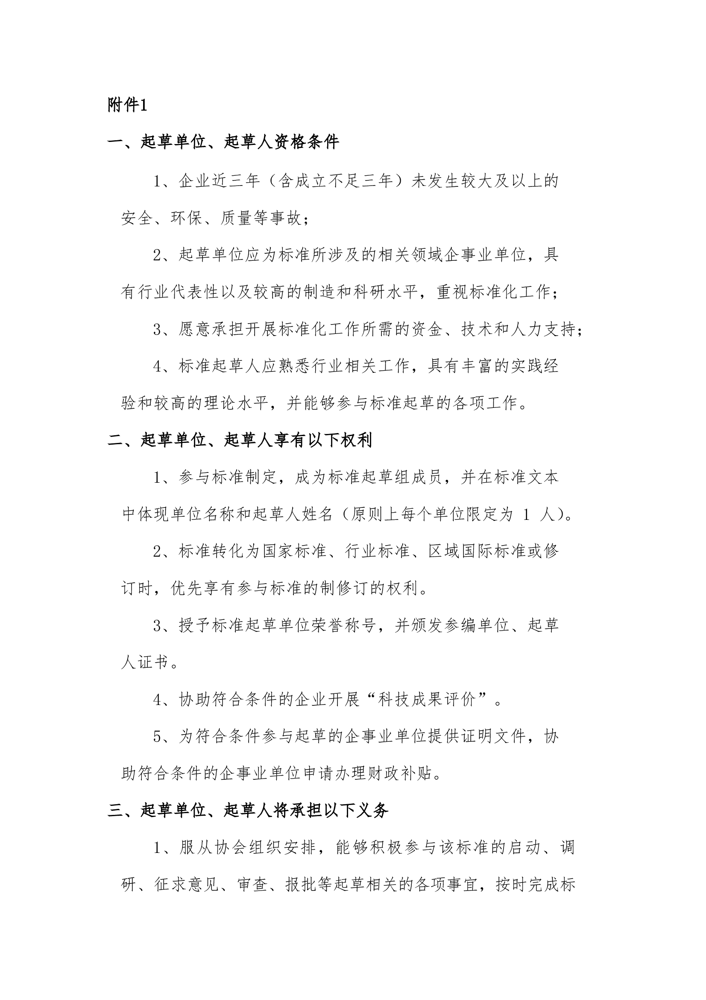 附件1
一、起草单位、起草人资格条件
1、企业近三年（含成立不足三年）未发生较大及以上的
安全、环保、质量等事故；
2、起草单位应为标准所涉及的相关领域企事业单位，具
有行业代表性以及较高的制造和科研水平，重视标准化工作；
3、愿意承担开展标准化工作所需的资金、技术和人力支持；
4、标准起草人应熟悉行业相关工作，具有丰富的实践经
验和较高的理论水平，并能够参与标准起草的各项工作。
二、起草单位、起草人享有以下权利
1、参与标准制定，成为标准起草组成员，并在标准文本
中体现单位名称和起草人姓名（原则上每个单位限定为 1 人）。
2、标准转化为国家标准、行业标准、区域国际标准或修
订时，优先享有参与标准的制修订的权利。
3、授予标准起草单位荣誉称号，并颁发参编单位、起草
人证书。
4、协助符合条件的企业开展“科技成果评价”。
5、为符合条件参与起草的企事业单位提供证明文件，协
助符合条件的企事业单位申请办理财政补贴。
三、起草单位、起草人将承担以下义务
1、服从协会组织安排，能够积极参与该标准的启动、调
研、征求意见、审查、报批等起草相关的各项事宜，按时完成标